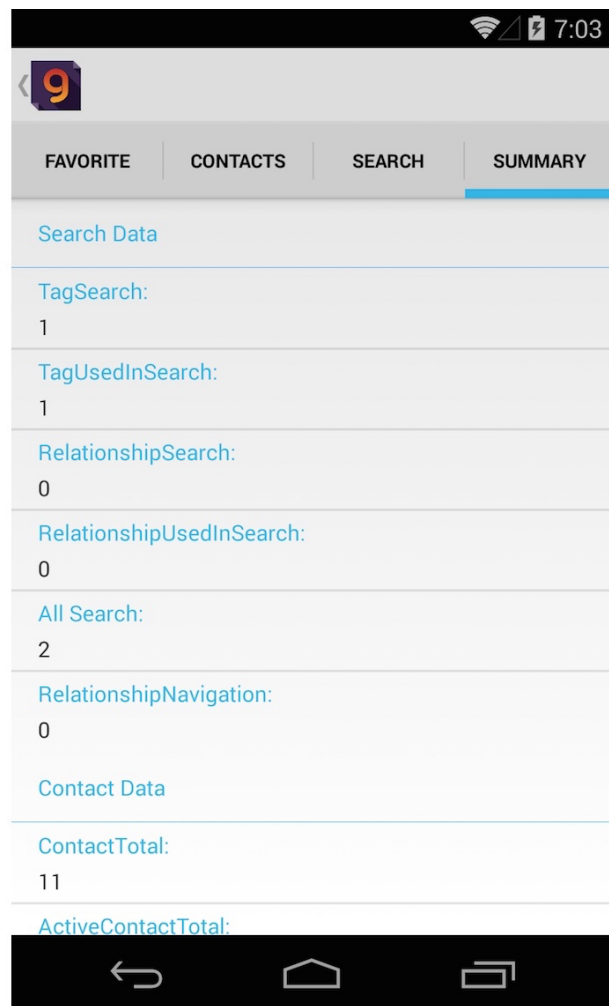 7:03
9
FAVORITE CONTACTS SEARCH SUMMARY
Search Data
TagSearch:
1
TagUsedInSearch:
1
RelationshipSearch:
0
RelationshipUsedInSearch:
0
All Search:
2
RelationshipNavigation:
0
Contact Data
ContactTotal:
11
ActiveContactTotal: